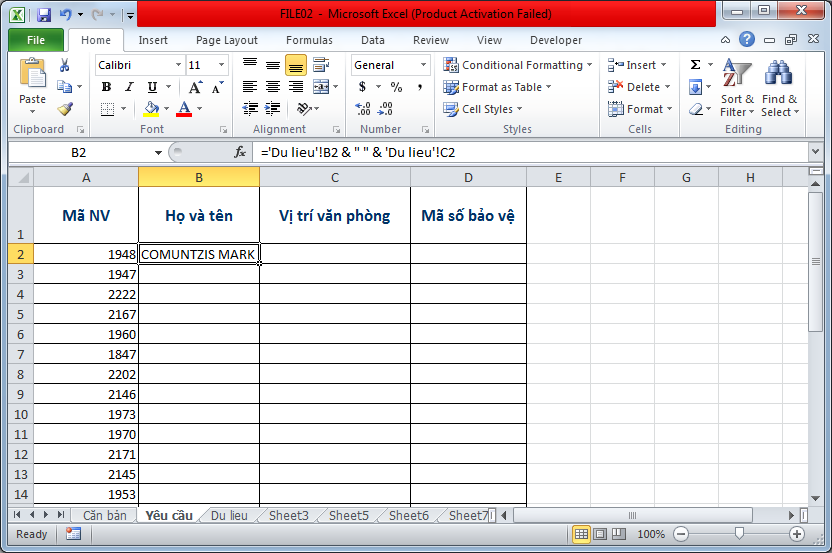 FILE02 - Microsoft Excel (Product Activation Failed)
File Home Insert Page Layout Formulas Data Review View Developer
Paste
Clipboard
Calibri 11
B I U
A A
A
Font
Alignment
General
$ % ,
Number
Conditional Formatting
Format as Table
Cell Styles
Styles
Insert
Delete
Format
Cells
Σ
Sort & Filter
Find & Select
Editing
B2 fx ='Du lieu'!B2 & " " & 'Du lieu'!C2
A B C D E F G H
1 Mã NV Họ và tên Vị trí văn phòng Mã số bảo vệ
2 1948 COMUNTZIS MARK
3 1947
4 2222
5 2167
6 1960
7 1847
8 2202
9 2146
10 1973
11 1970
12 2171
13 2145
14 1953
Căn bản Yêu cầu Du lieu Sheet3 Sheet5 Sheet6 Sheet7
Ready 100%